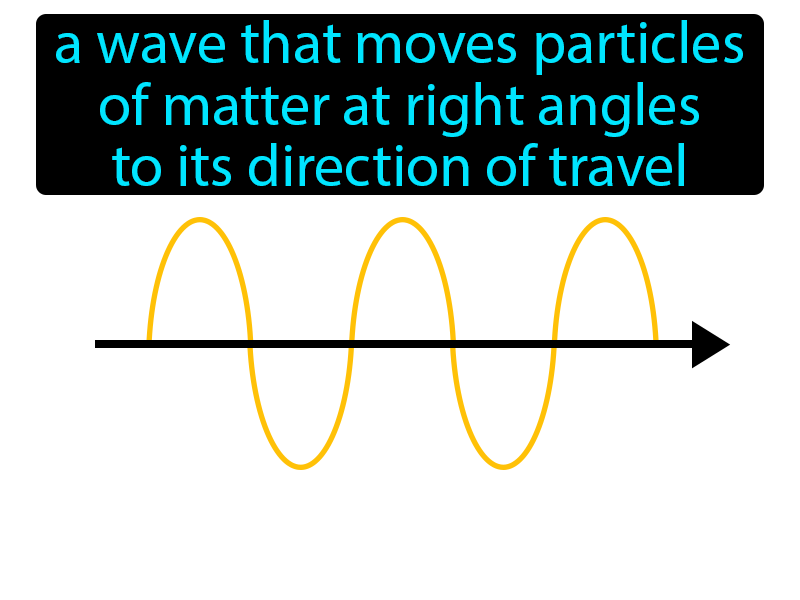 a wave that moves particles
of matter at right angles
to its direction of travel